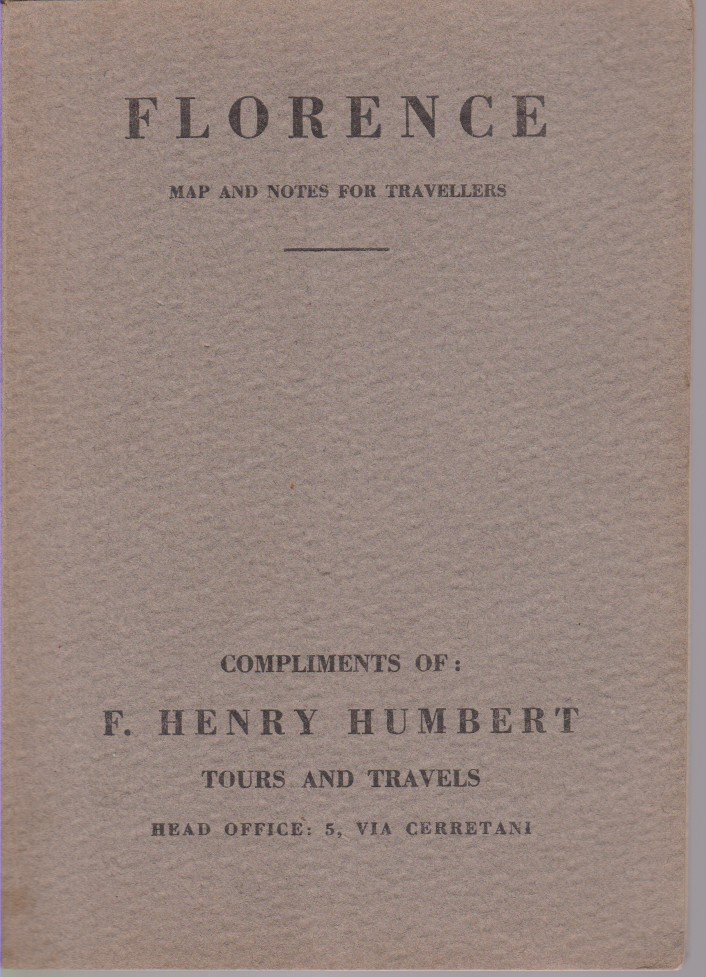 FLORENCE
MAP AND NOTES FOR TRAVELLERS
COMPLIMENTS OF:
F. HENRY HUMBERT
TOURS AND TRAVELS
HEAD OFFICE: 5, VIA CERRETANI